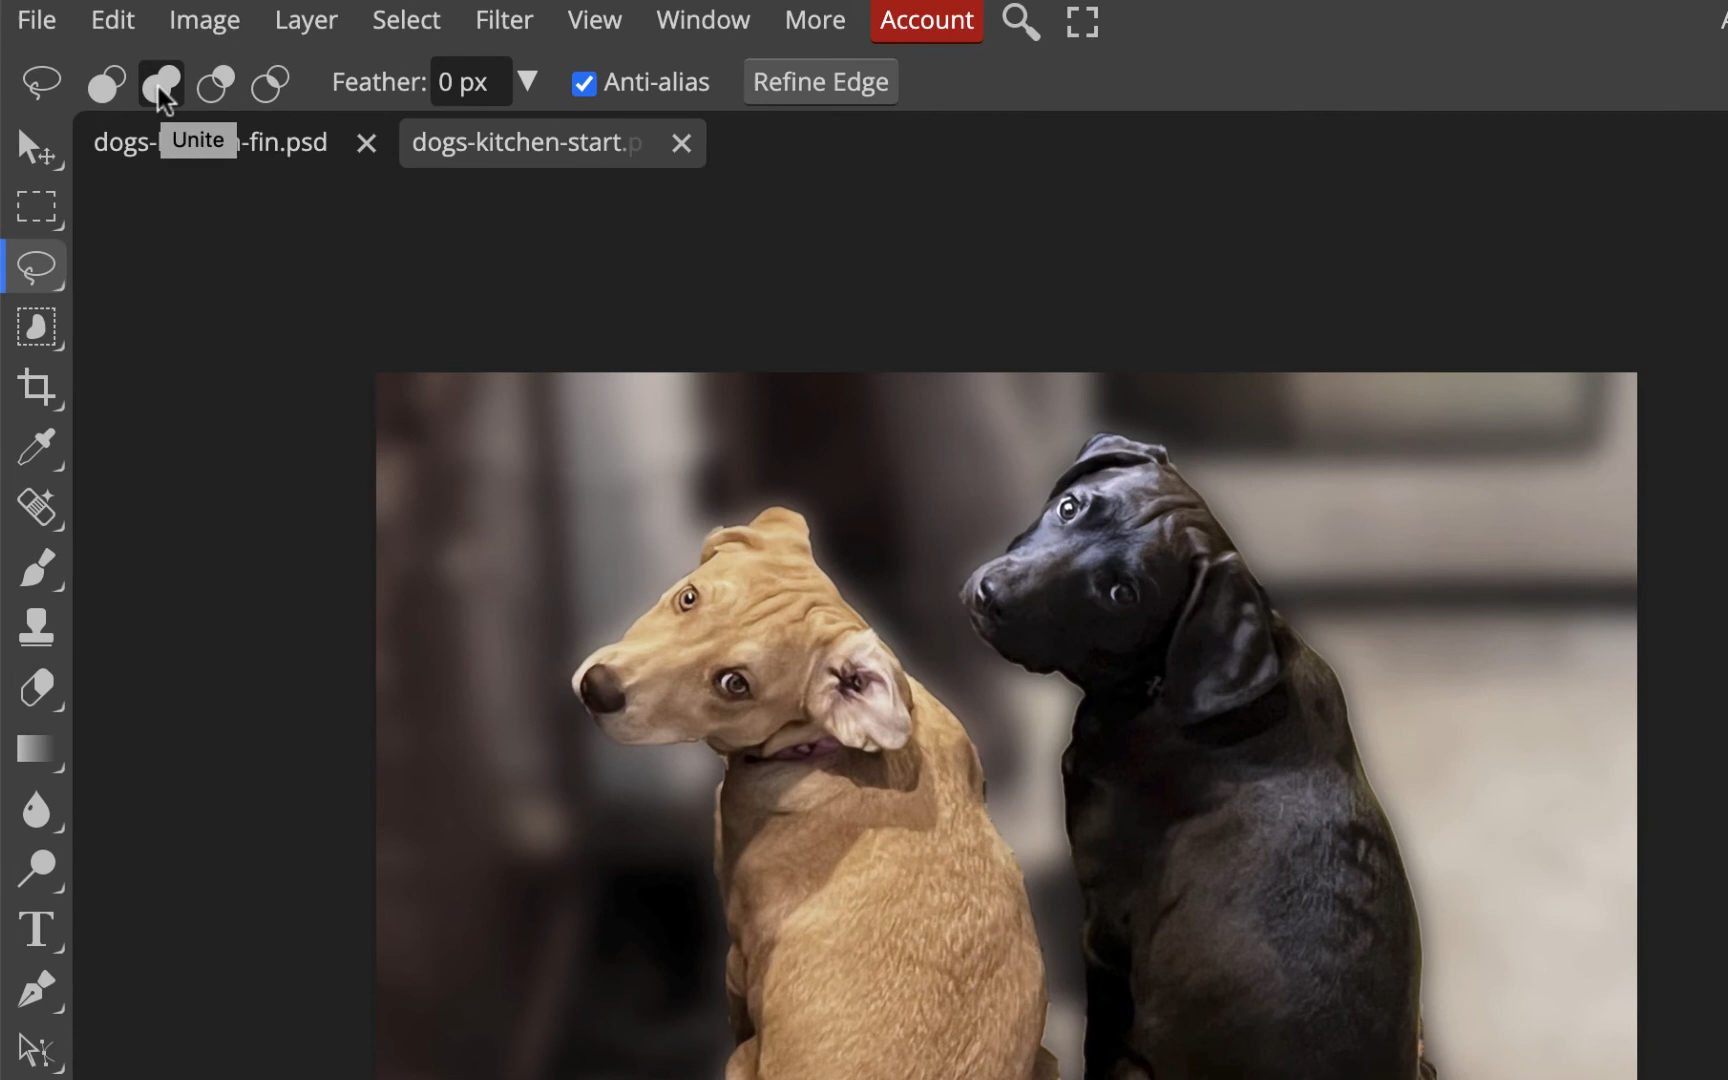 File Edit Image Layer Select Filter View Window More Account
Feather: 0 px Anti-alias Refine Edge
dogs- -fin.psd dogs-kitchen-start.p
Unite
T